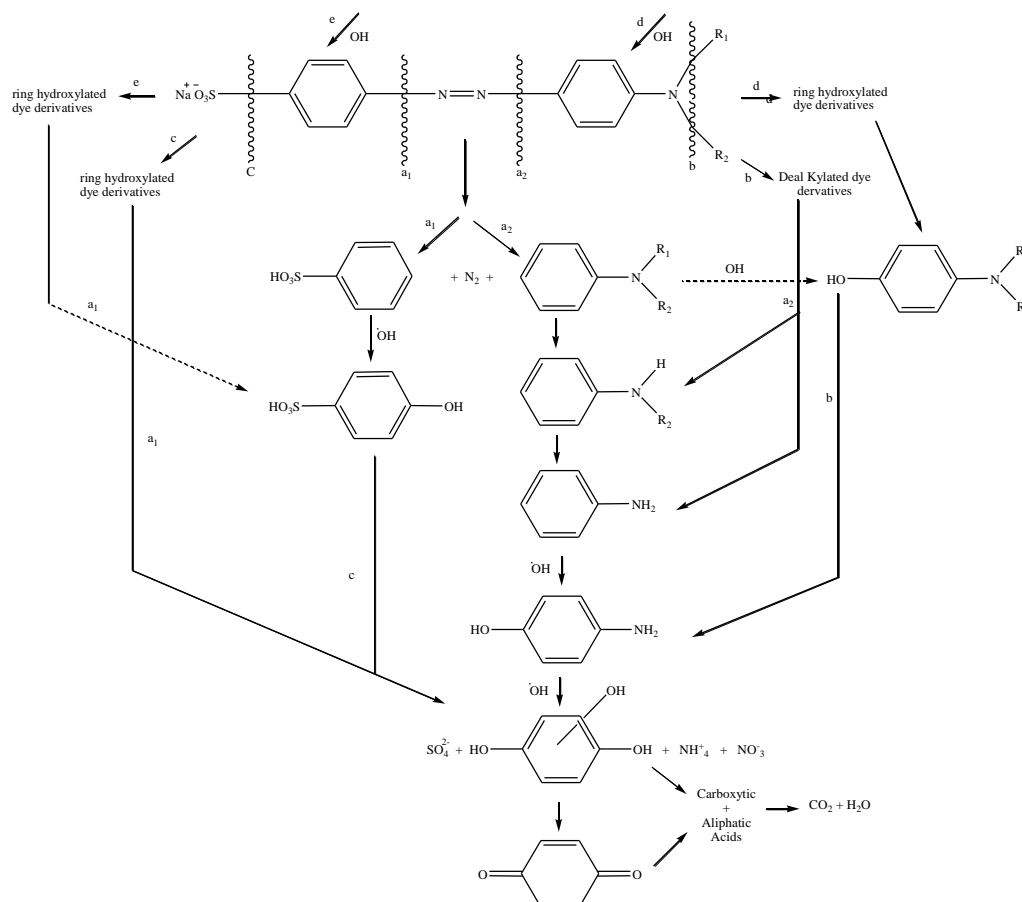 e
OH
d
OH
R1
e
ring hydroxylated
dye derivatives
+ -
Na O3S
N
N
N
d
d
ring hydroxylated
dye derivatives
c
ring hydroxylated
dye derivatives
C
a1
a2
b
R2
b
Deal Kylated dye
dervatives
a1
a2
HO3S
+ N2 +
N
R1
R2
OH
HO
N
R
R
a1
·OH
a2
HO3S
OH
N
H
R2
b
a1
NH2
c
·OH
HO
NH2
·OH
OH
SO42- + HO
OH + NH+4 + NO-3
Carboxytic
+
Aliphatic
Acids
CO2 + H2O
O
O